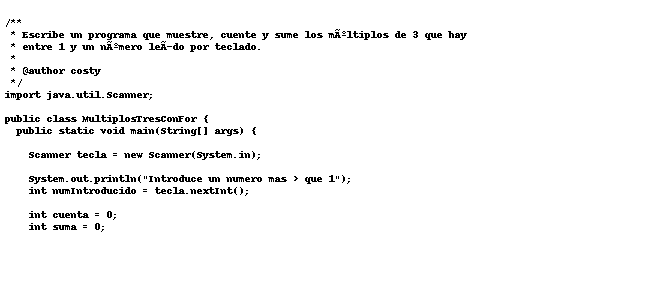 /**
 * Escribe un programa que muestre, cuente y sume los mÃºltiplos de 3 que hay
 * entre 1 y un nÃºmero leÃ­do por teclado.
 *
 * @author costy
 */
import java.util.Scanner;

public class MultiplosTresConFor {
  public static void main(String[] args) {

    Scanner tecla = new Scanner(System.in);

    System.out.println("Introduce un numero mas > que 1");
    int numIntroducido = tecla.nextInt();

    int cuenta = 0;
    int suma = 0;